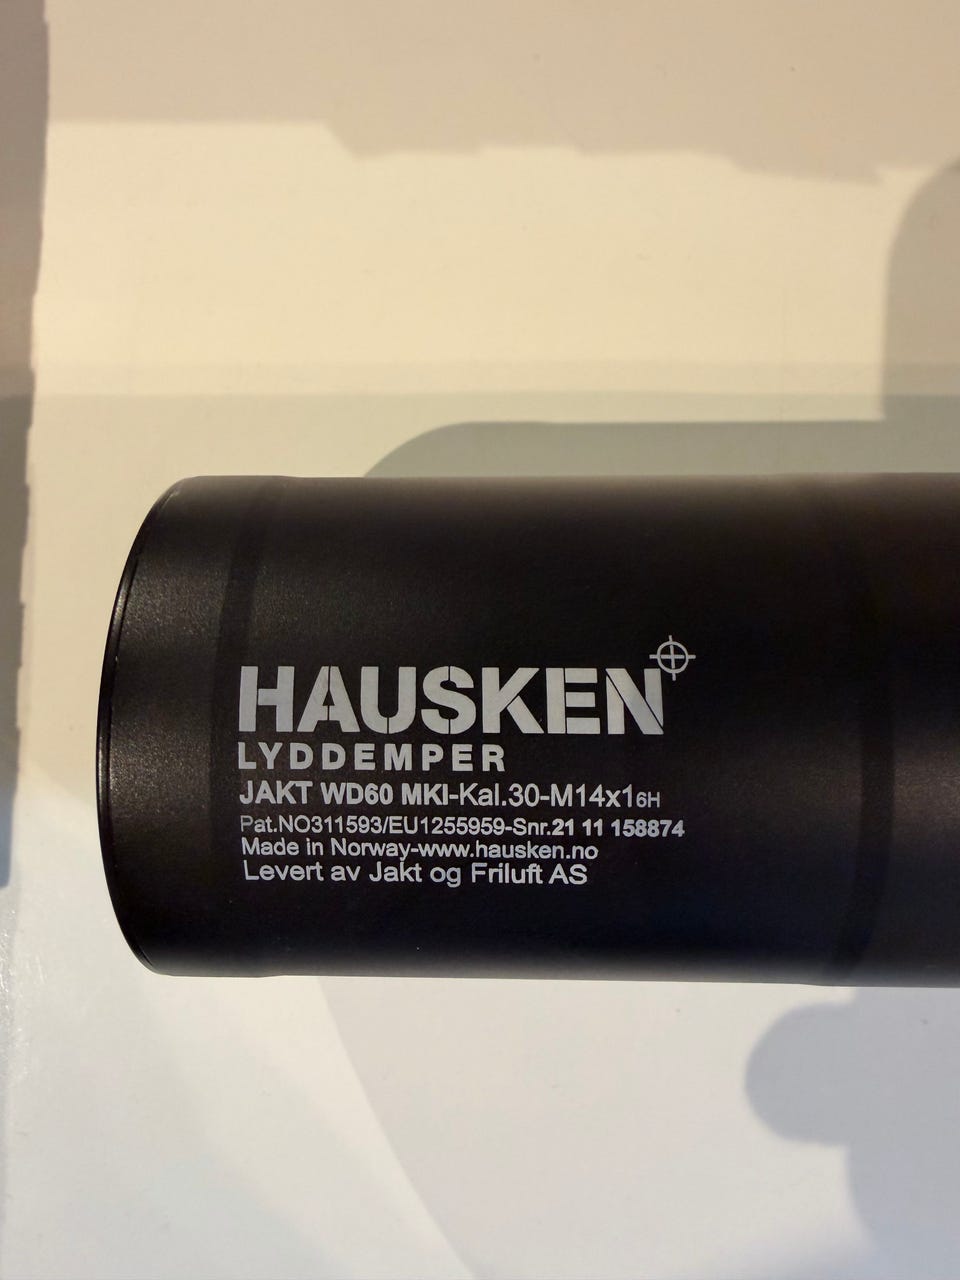 HAUSKEN
LYDDEMPER
JAKT WD60 MKI-Kal.30-M14x16H
Pat.NO311593/EU1255959-Snr.21 11 158874
Made in Norway-www.hausken.no
Levert av Jakt og Friluft AS